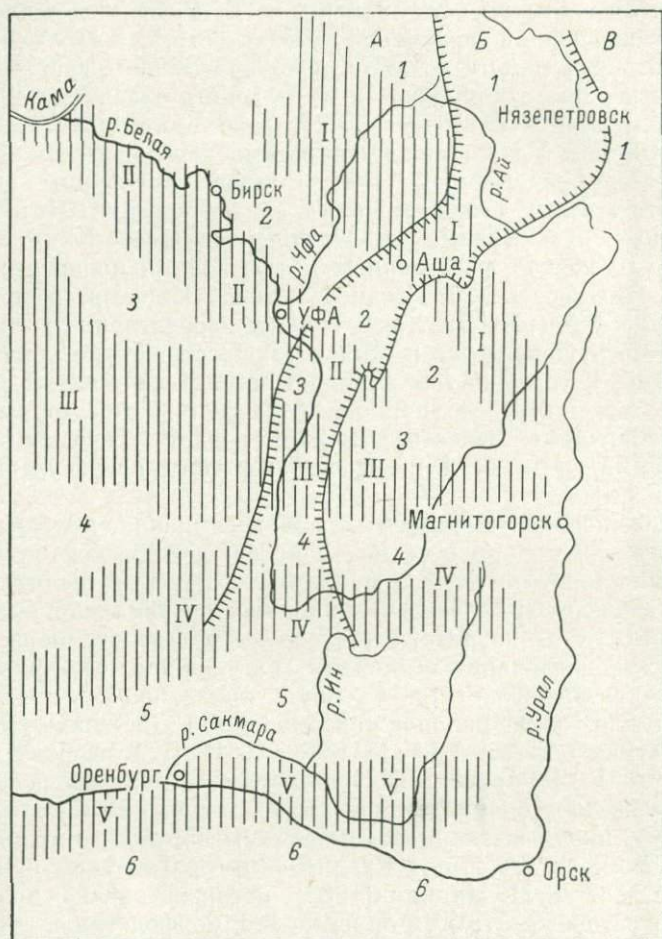 А Б В
1
1
Кама
Нязепетровск
р. Белая
I
1
р. Ай
II
Бирск
2
I
р. Уфа
Аша
3
II
УФА
2
I
II
3
2
III
3
III
III
4
Магнитогорск
4
4
IV
IV
IV
р. Ин
р. Урал
5
5
р. Сакмара
Оренбург
V
V
V
6
6
6
Орск